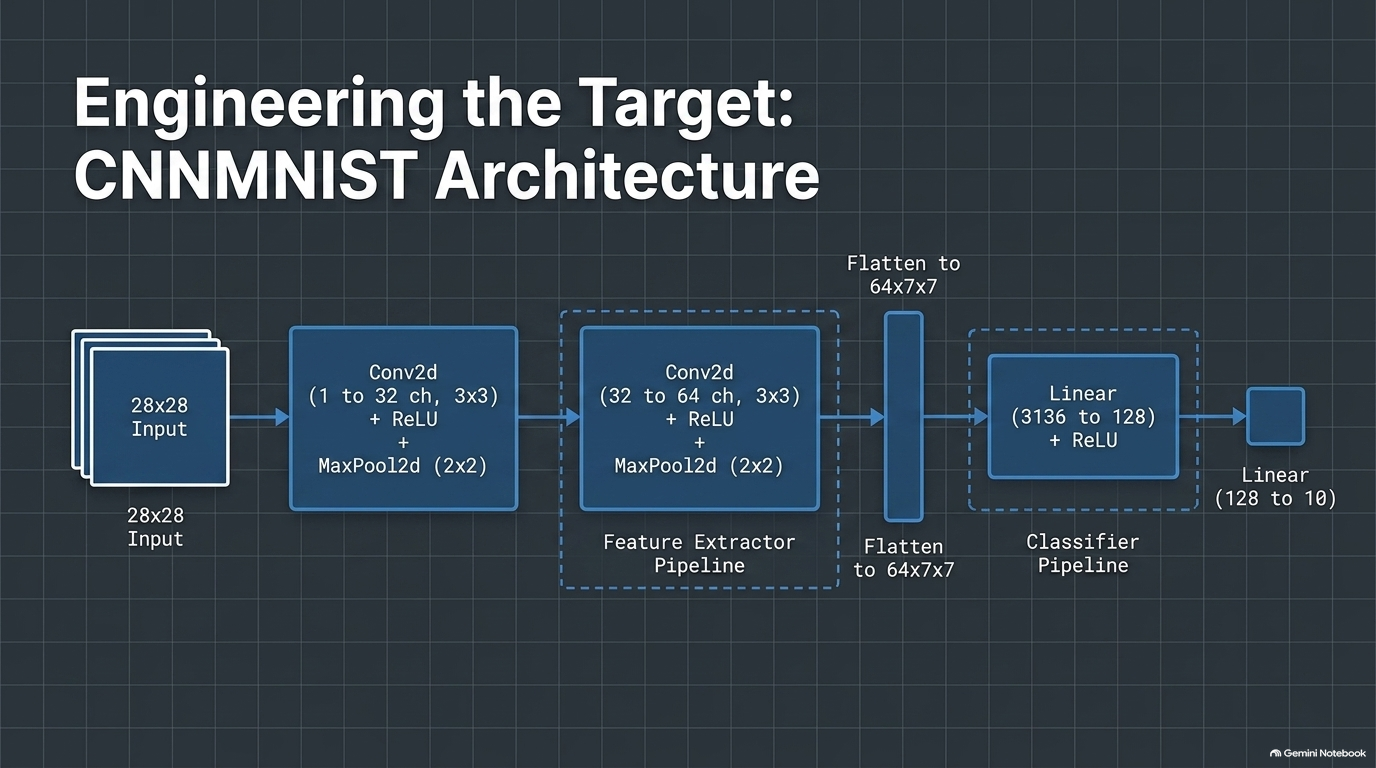 Engineering the Target:
CNNMNIST Architecture
28x28
Input
28x28
Input
Conv2d
(1 to 32 ch, 3x3)
+ ReLU
+
MaxPool2d (2x2)
Conv2d
(32 to 64 ch, 3x3)
+ ReLU
+
MaxPool2d (2x2)
Feature Extractor
Pipeline
Flatten to
64x7x7
Flatten
to 64x7x7
Linear
(3136 to 128)
+ ReLU
Classifier
Pipeline
Linear
(128 to 10)
Gemini Notebook